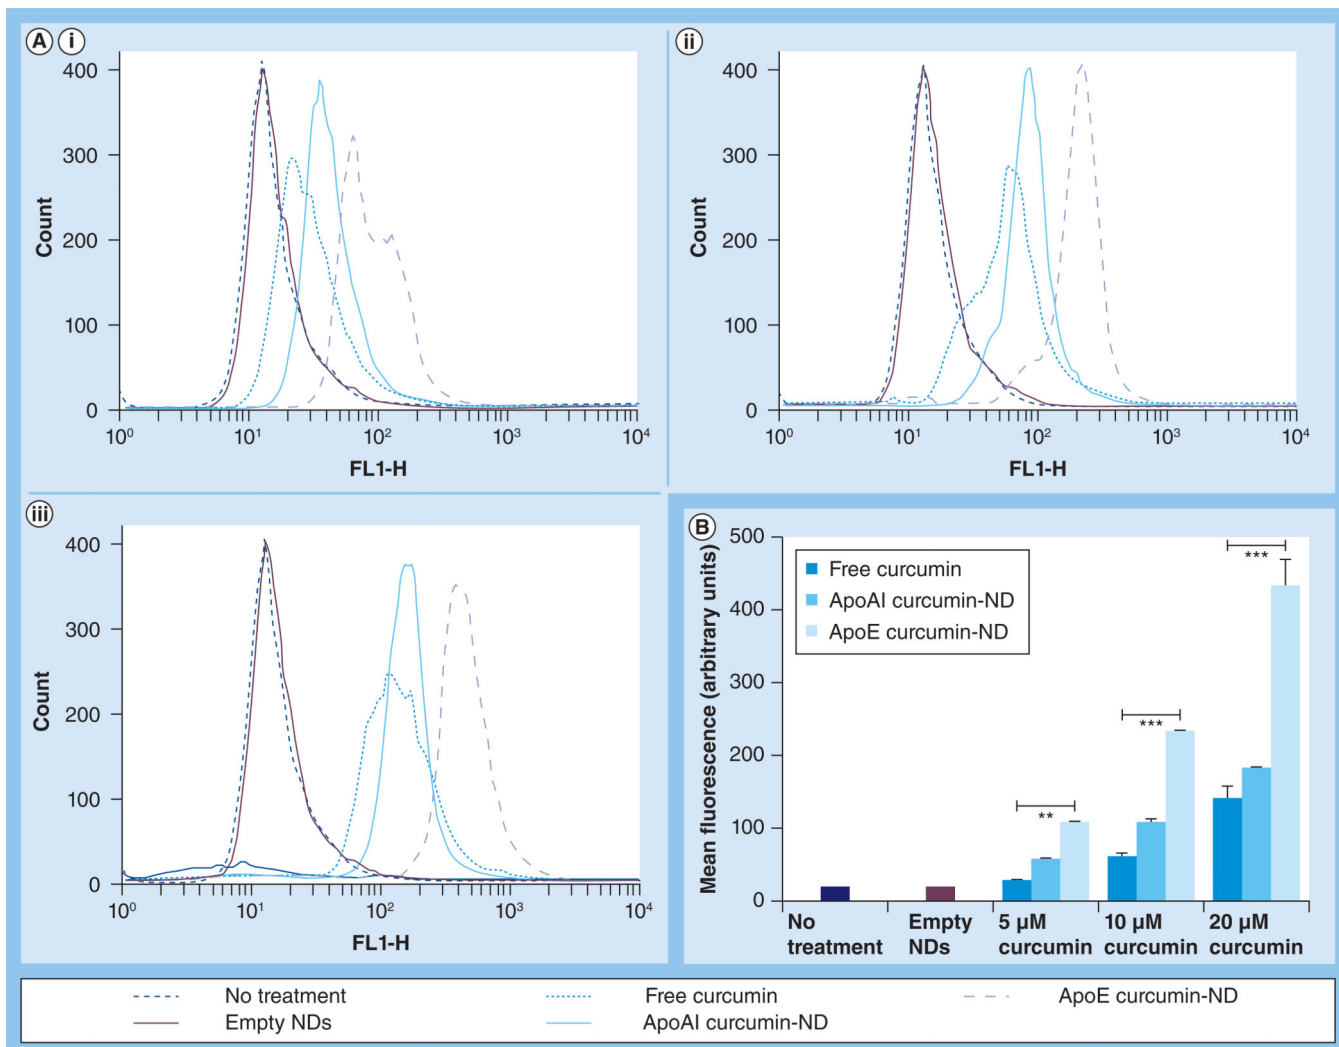 A i
400
300
200
100
0
Count
10⁰ 10¹ 10² 10³ 10⁴
FL1-H
ii
400
300
200
100
0
Count
10⁰ 10¹ 10² 10³ 10⁴
FL1-H
iii
400
300
200
100
0
Count
10⁰ 10¹ 10² 10³ 10⁴
FL1-H
B
Mean fluorescence (arbitrary units)
500
400
300
200
100
0
Free curcumin
ApoAI curcumin-ND
ApoE curcumin-ND
**
***
***
No
treatment
Empty
NDs
5 µM
curcumin
10 µM
curcumin
20 µM
curcumin
No treatment
Empty NDs
Free curcumin
ApoAI curcumin-ND
ApoE curcumin-ND